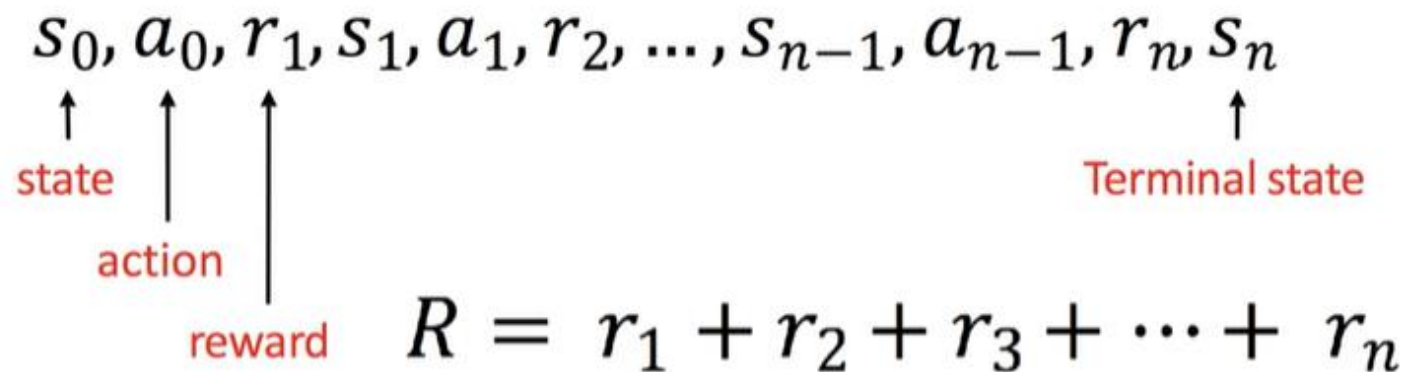 s₀, a₀, r₁, s₁, a₁, r₂, … , sₙ₋₁, aₙ₋₁, rₙ, sₙ
state
Terminal state
action
reward
R = r₁ + r₂ + r₃ + ⋯ + rₙ